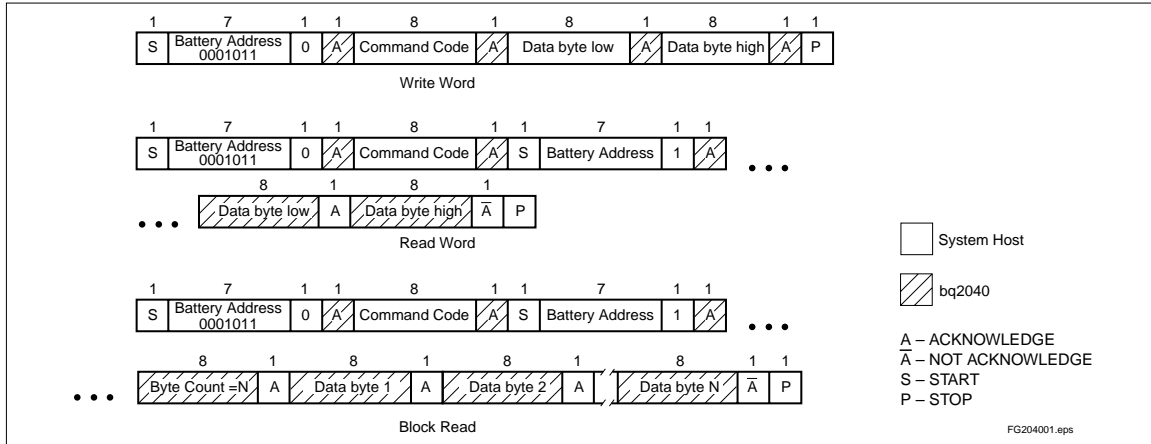 1 7 1 1 8 1 8 1 8 1 1
S Battery Address 0001011 0 A Command Code A Data byte low A Data byte high A P
Write Word
1 7 1 1 8 1 1 7 1 1
S Battery Address 0001011 0 A Command Code A S Battery Address 1 A
8 1 8 1
Data byte low A Data byte high A̅ P
Read Word
System Host
bq2040
1 7 1 1 8 1 1 7 1 1
S Battery Address 0001011 0 A Command Code A S Battery Address 1 A
8 1 8 1 8 1 8 1 1
Byte Count =N A Data byte 1 A Data byte 2 A Data byte N A̅ P
Block Read
A – ACKNOWLEDGE
A̅ – NOT ACKNOWLEDGE
S – START
P – STOP
FG204001.eps